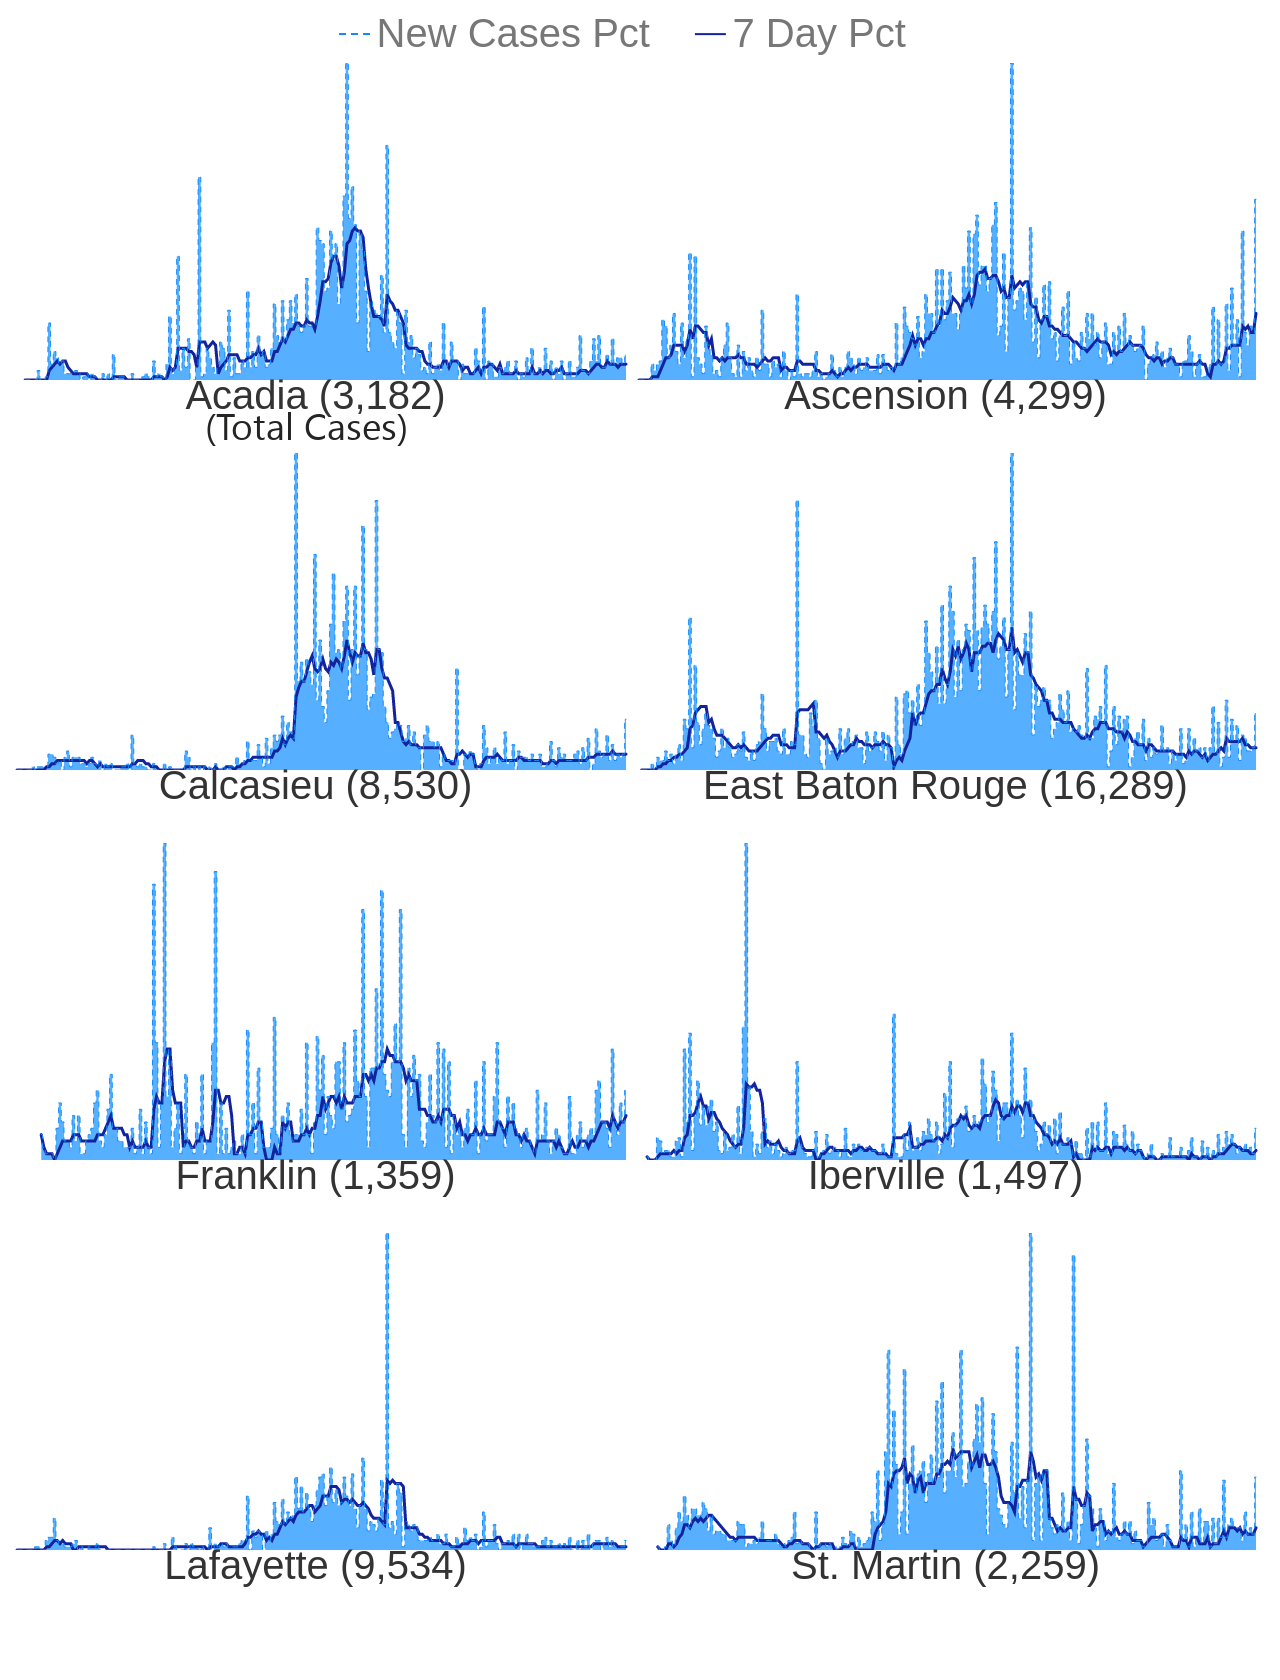 New Cases Pct 7 Day Pct
Acadia (3,182) Ascension (4,299)
(Total Cases)
Calcasieu (8,530) East Baton Rouge (16,289)
Franklin (1,359) Iberville (1,497)
Lafayette (9,534) St. Martin (2,259)